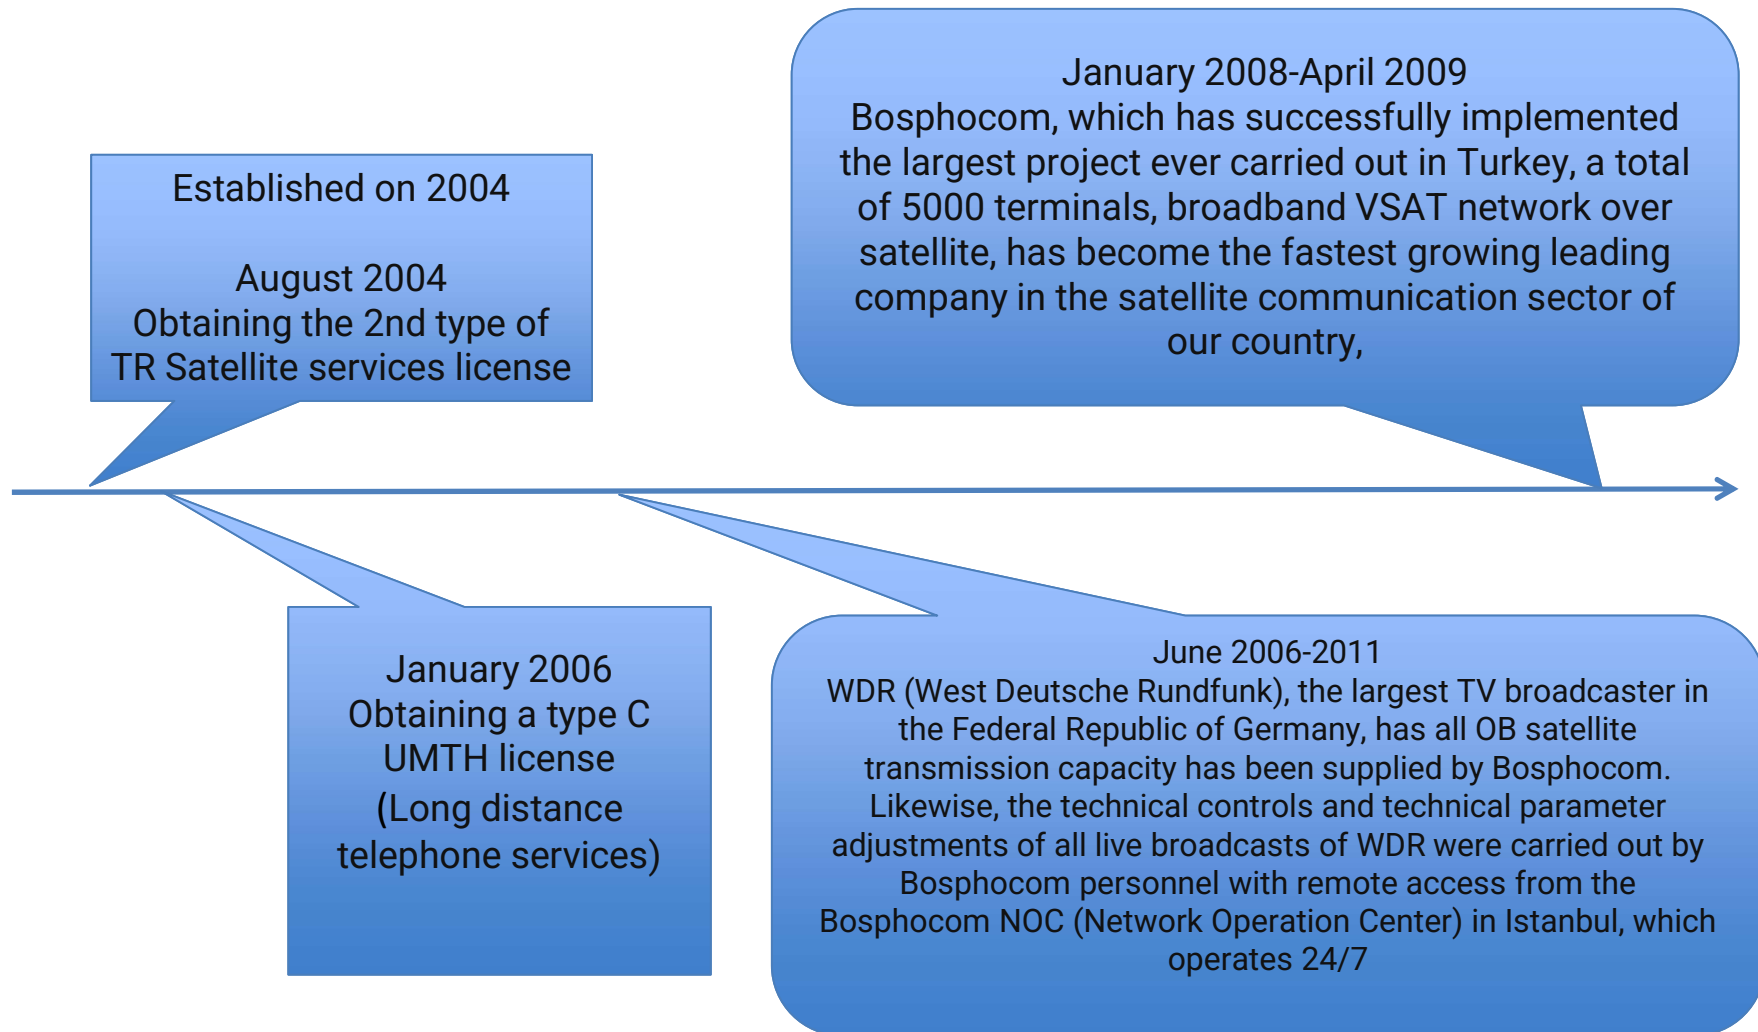 Established on 2004
August 2004
Obtaining the 2nd type of
TR Satellite services license
January 2008-April 2009
Bosphocom, which has successfully implemented
the largest project ever carried out in Turkey, a total
of 5000 terminals, broadband VSAT network over
satellite, has become the fastest growing leading
company in the satellite communication sector of
our country,
January 2006
Obtaining a type C
UMTH license
(Long distance
telephone services)
June 2006-2011
WDR (West Deutsche Rundfunk), the largest TV broadcaster in
the Federal Republic of Germany, has all OB satellite
transmission capacity has been supplied by Bosphocom.
Likewise, the technical controls and technical parameter
adjustments of all live broadcasts of WDR were carried out by
Bosphocom personnel with remote access from the
Bosphocom NOC (Network Operation Center) in Istanbul, which
operates 24/7